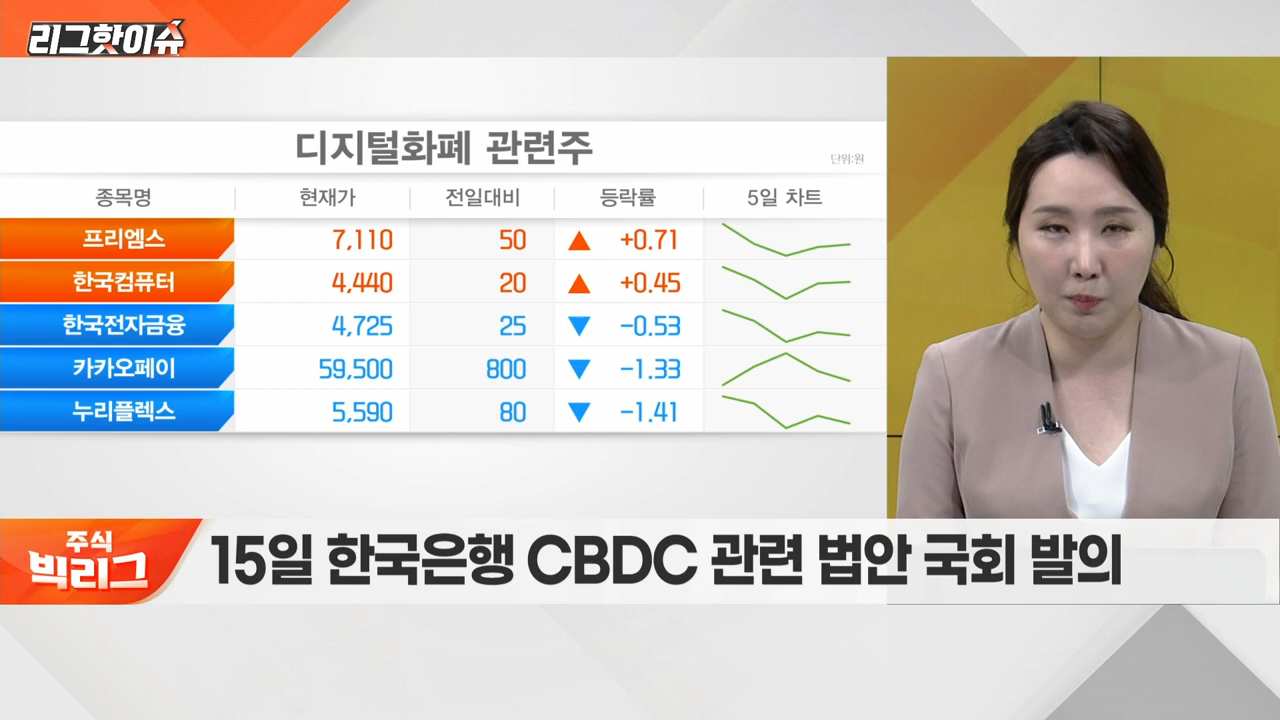 리그핫이슈
디지털화폐 관련주
단위:원
종목명 현재가 전일대비 등락률 5일 차트
프리엠스 7,110 50 ▲ +0.71
한국컴퓨터 4,440 20 ▲ +0.45
한국전자금융 4,725 25 ▼ -0.53
카카오페이 59,500 800 ▼ -1.33
누리플렉스 5,590 80 ▼ -1.41
주식
빅리그
15일 한국은행 CBDC 관련 법안 국회 발의